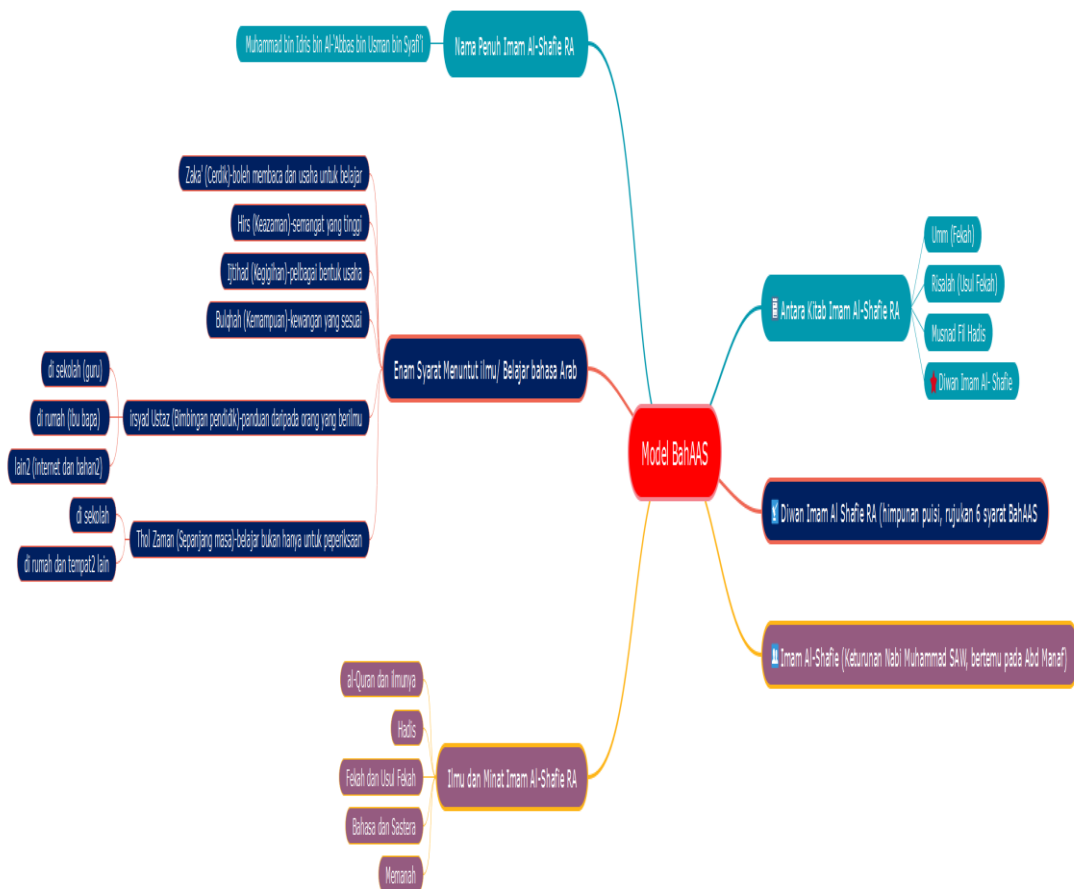 Nama Penuh Imam Al-Shafie RA
Muhammad bin Idris bin Al-'Abbas bin Usman bin Syafi'i
Enam Syarat Menuntut ilmu/ Belajar bahasa Arab
Zaka' (Cerdik)-boleh membaca dan usaha untuk belajar
Hirs (Keazaman)-semangat yang tinggi
Ijtihad (Kegigihan)-pelbagai bentuk usaha
Bulghah (Kemampuan)-kewangan yang sesuai
irsyad Ustaz (Bimbingan pendidik)-panduan daripada orang yang berilmu
di sekolah (guru)
di rumah (ibu bapa)
lain2 (internet dan bahan2)
Thol Zaman (Sepanjang masa)-belajar bukan hanya untuk peperiksaan
di sekolah
di rumah dan tempat2 lain
Ilmu dan Minat Imam Al-Shafie RA
al-Quran dan ilmunya
Hadis
Fekah dan Usul Fekah
Bahasa dan Sastera
Memanah
Model BahAAS
Antara Kitab Imam Al-Shafie RA
Umm (Fekah)
Risalah (Usul Fekah)
Musnad Fil Hadis
Diwan Imam Al- Shafie
Diwan Imam Al Shafie RA (himpunan puisi, rujukan 6 syarat BahAAS
Imam Al-Shafie (Keturunan Nabi Muhammad SAW, bertemu pada Abd Manaf)